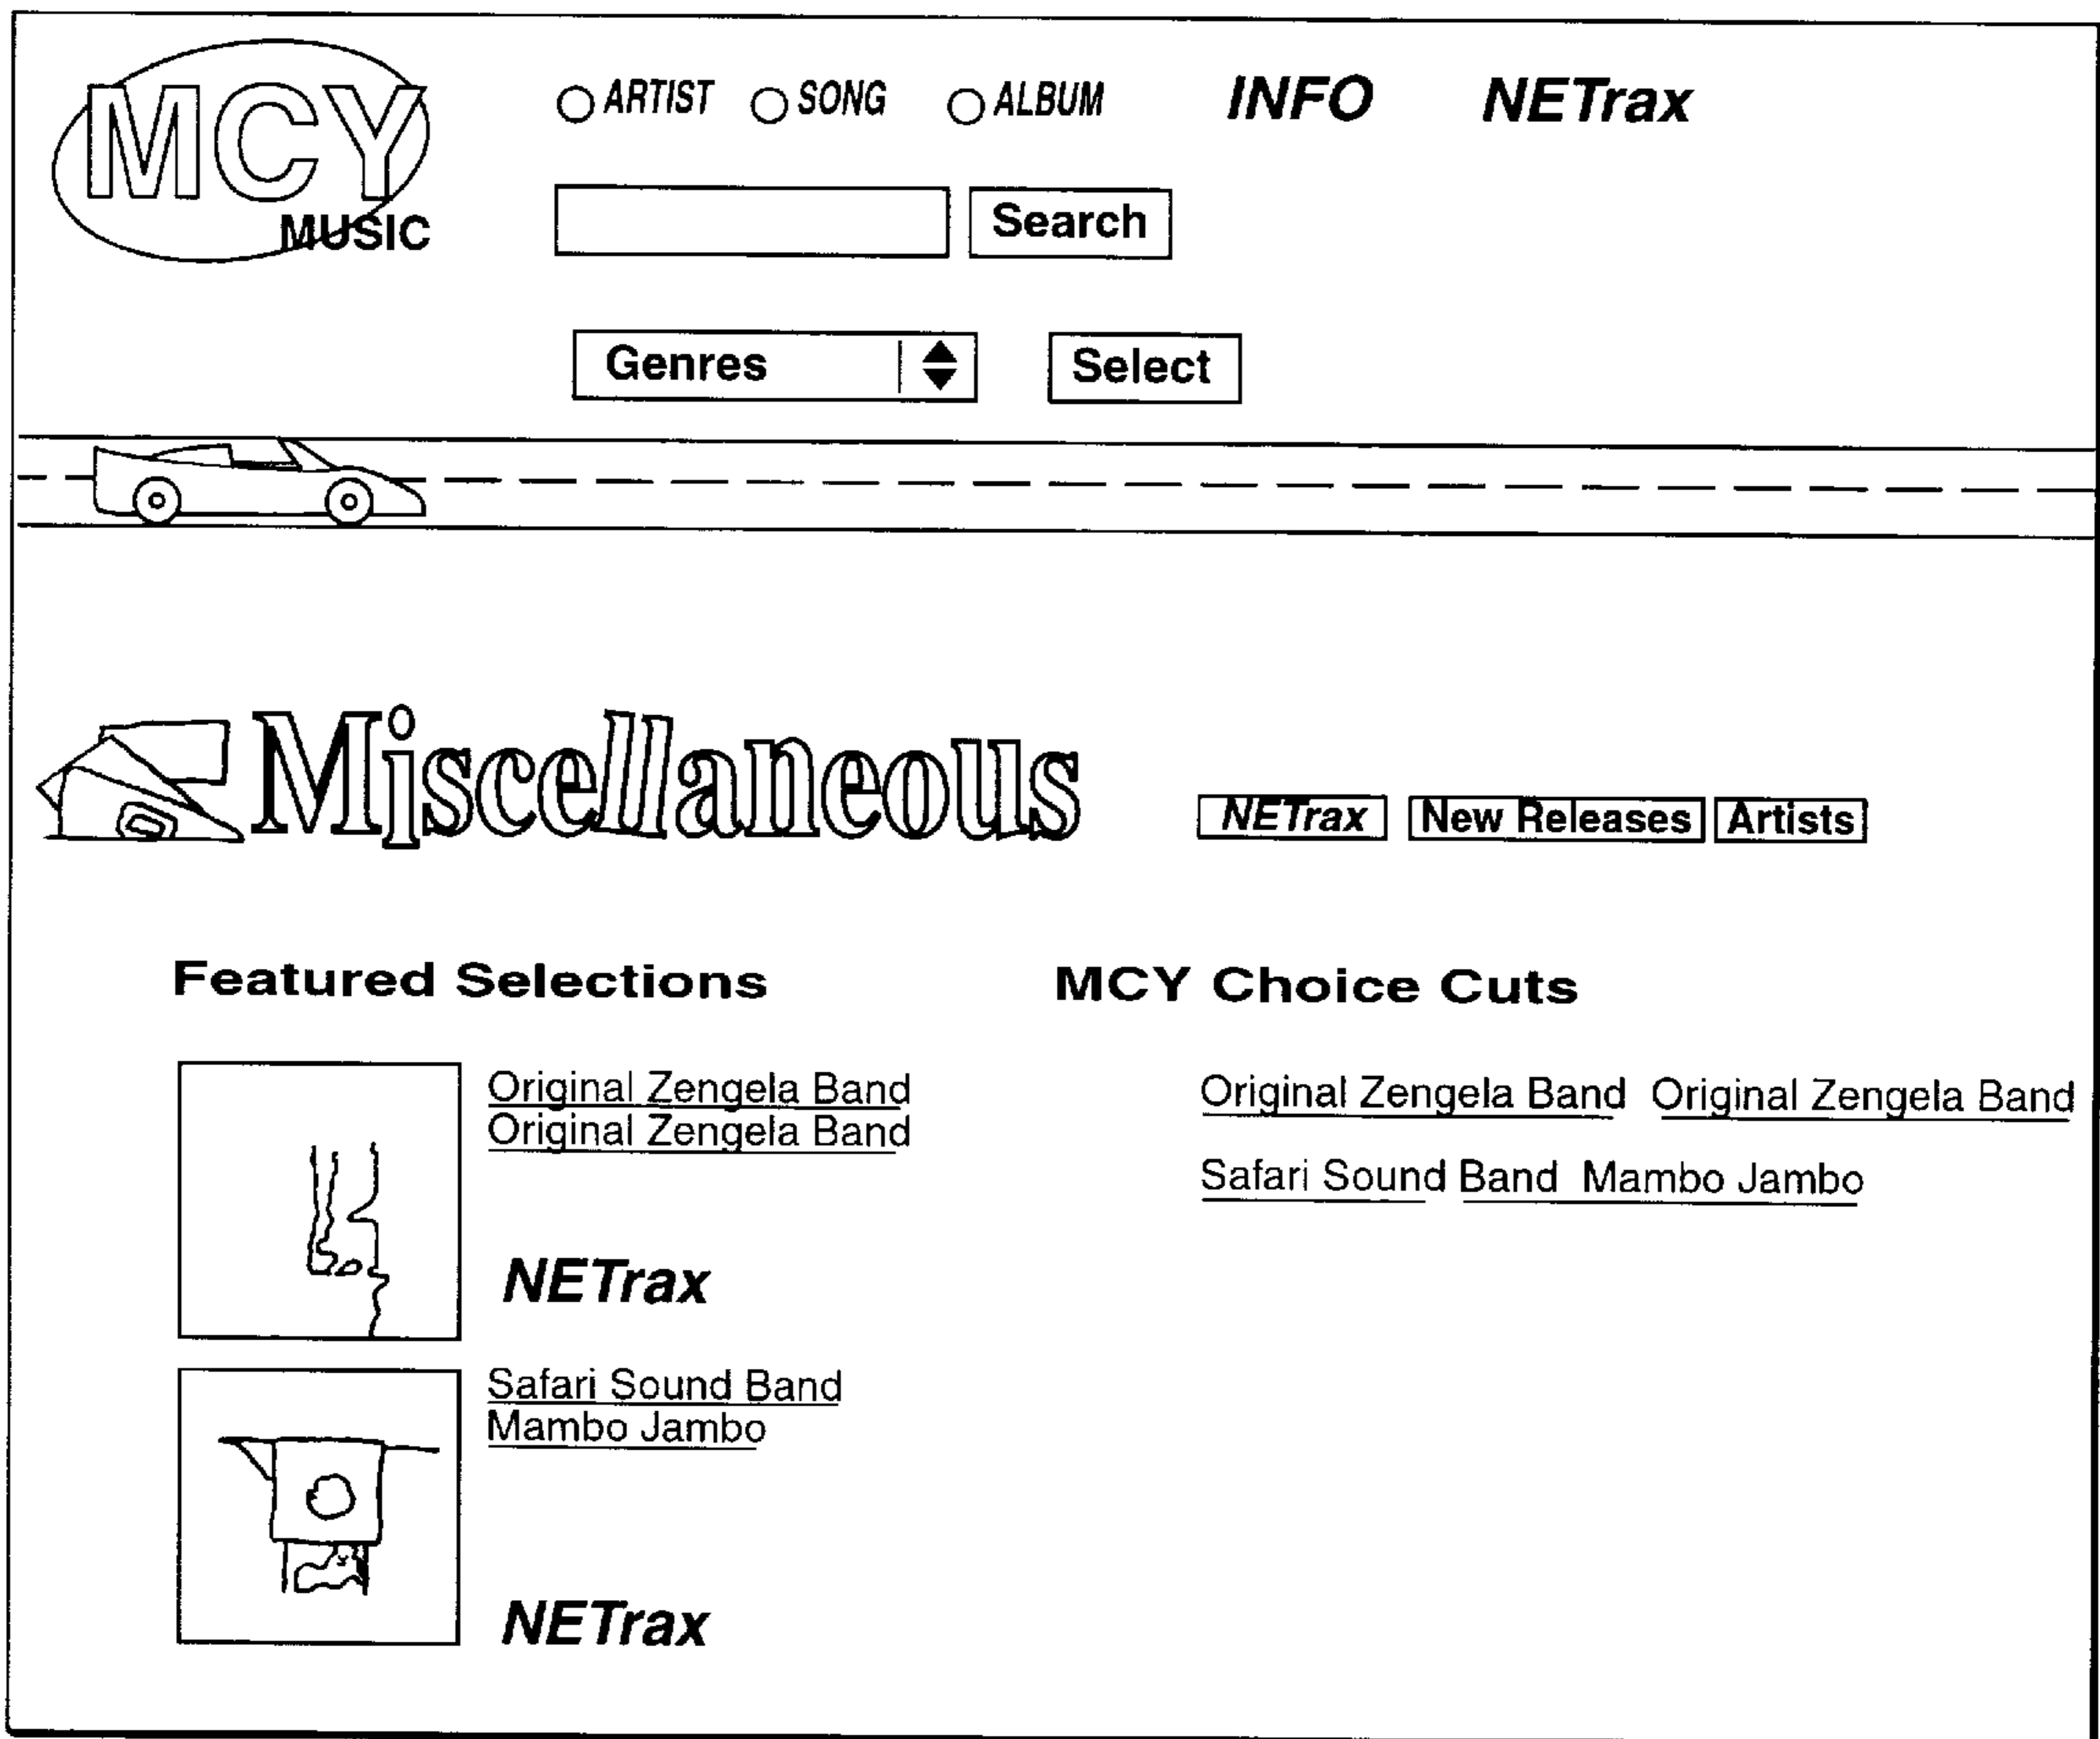 MCY
MUSIC
ARTIST SONG ALBUM INFO NETrax
Search
Genres Select
Miscellaneous
NETrax New Releases Artists
Featured Selections
Original Zengela Band
Original Zengela Band
NETrax
Safari Sound Band
Mambo Jambo
NETrax
MCY Choice Cuts
Original Zengela Band Original Zengela Band
Safari Sound Band Mambo Jambo